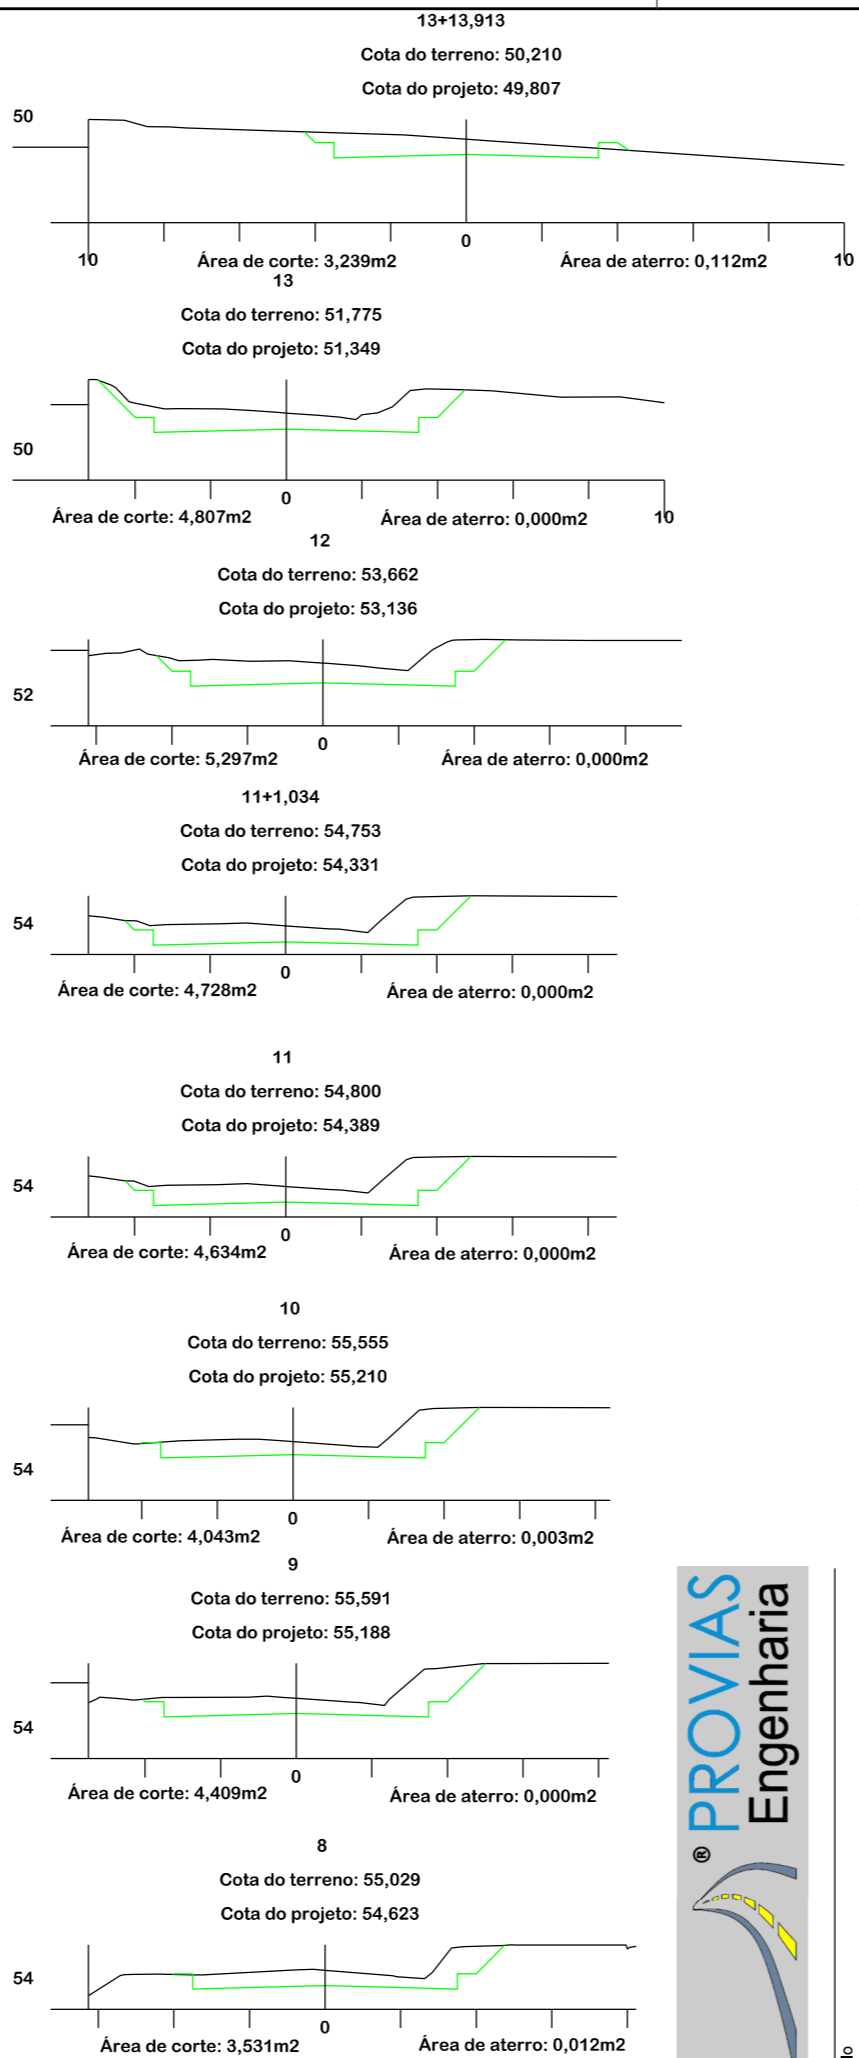 13+13,913
Cota do terreno: 50,210
Cota do projeto: 49,807
50
10
0
10
Área de corte: 3,239m2
Área de aterro: 0,112m2
13
Cota do terreno: 51,775
Cota do projeto: 51,349
50
0
10
Área de corte: 4,807m2
Área de aterro: 0,000m2
12
Cota do terreno: 53,662
Cota do projeto: 53,136
52
0
Área de corte: 5,297m2
Área de aterro: 0,000m2
11+1,034
Cota do terreno: 54,753
Cota do projeto: 54,331
54
0
Área de corte: 4,728m2
Área de aterro: 0,000m2
11
Cota do terreno: 54,800
Cota do projeto: 54,389
54
0
Área de corte: 4,634m2
Área de aterro: 0,000m2
10
Cota do terreno: 55,555
Cota do projeto: 55,210
54
0
Área de corte: 4,043m2
Área de aterro: 0,003m2
9
Cota do terreno: 55,591
Cota do projeto: 55,188
54
0
Área de corte: 4,409m2
Área de aterro: 0,000m2
8
Cota do terreno: 55,029
Cota do projeto: 54,623
54
0
Área de corte: 3,531m2
Área de aterro: 0,012m2
® PROVIAS
Engenharia